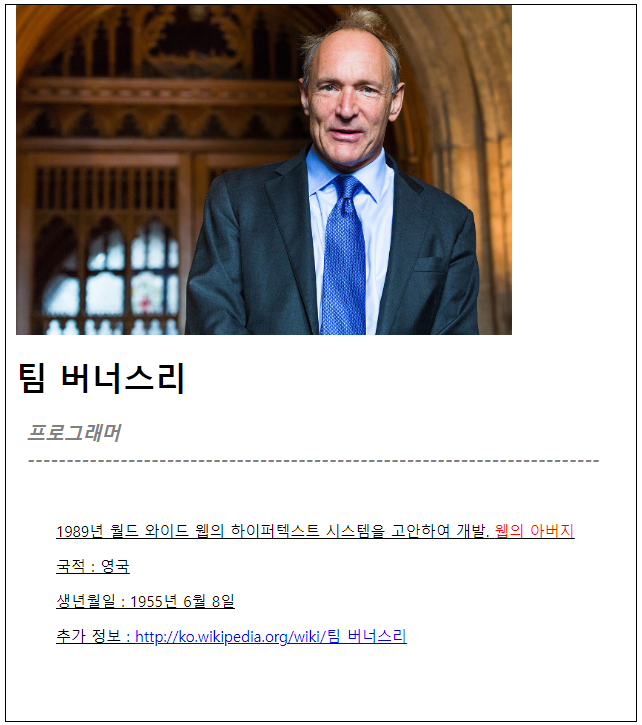 팀 버너스리
프로그래머
--------------------------------------------------------------------------
1989년 월드 와이드 웹의 하이퍼텍스트 시스템을 고안하여 개발. 웹의 아버지
국적 : 영국
생년월일 : 1955년 6월 8일
추가 정보 : http://ko.wikipedia.org/wiki/팀 버너스리